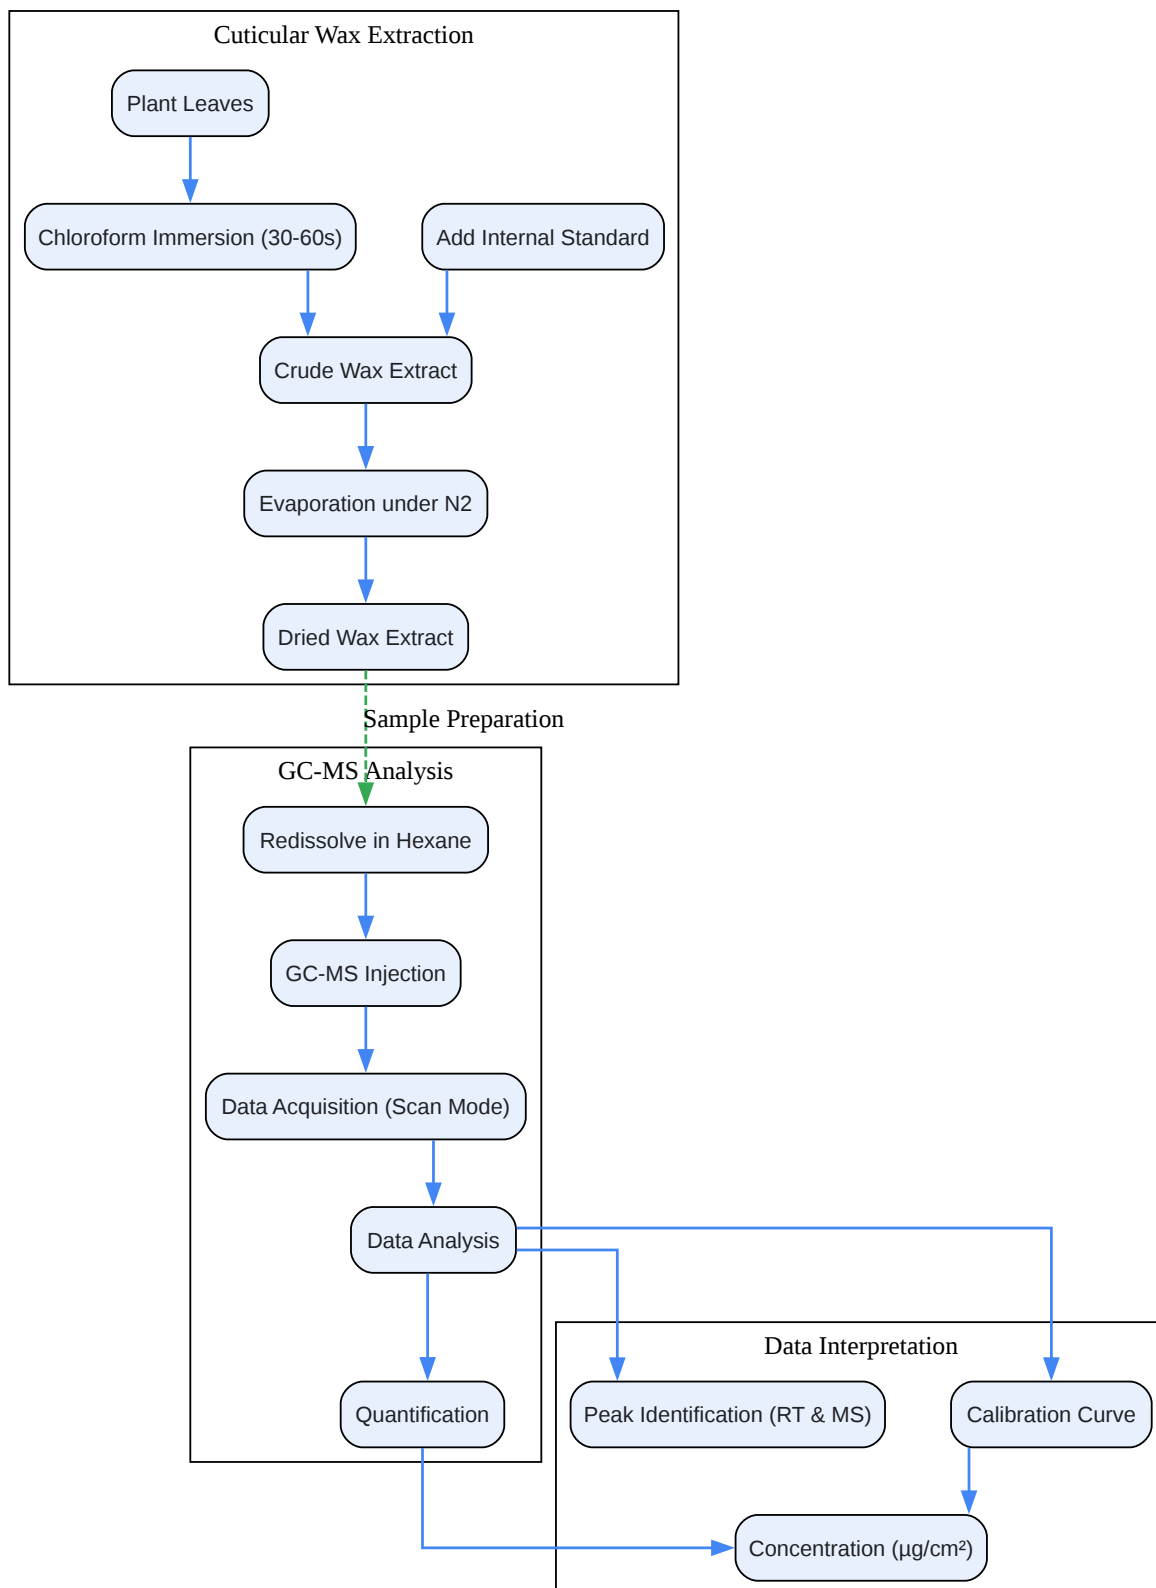 Cuticular Wax Extraction
Plant Leaves
Chloroform Immersion (30-60s)
Add Internal Standard
Crude Wax Extract
Evaporation under N2
Dried Wax Extract
Sample Preparation
GC-MS Analysis
Redissolve in Hexane
GC-MS Injection
Data Acquisition (Scan Mode)
Data Analysis
Data Interpretation
Quantification
Peak Identification (RT & MS)
Calibration Curve
Concentration (µg/cm²)